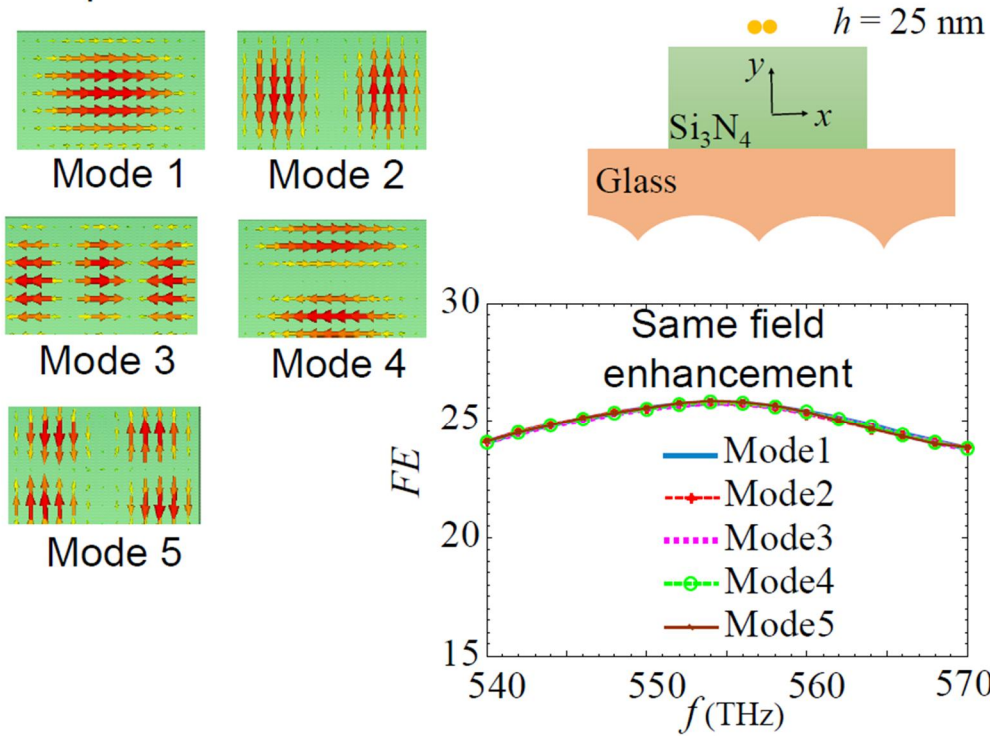 Mode 1
Mode 2
Mode 3
Mode 4
Mode 5
h = 25 nm
y
x
Si₃N₄
Glass
30
25
20
15
FE
Same field
enhancement
Mode1
Mode2
Mode3
Mode4
Mode5
540
550
560
570
f (THz)